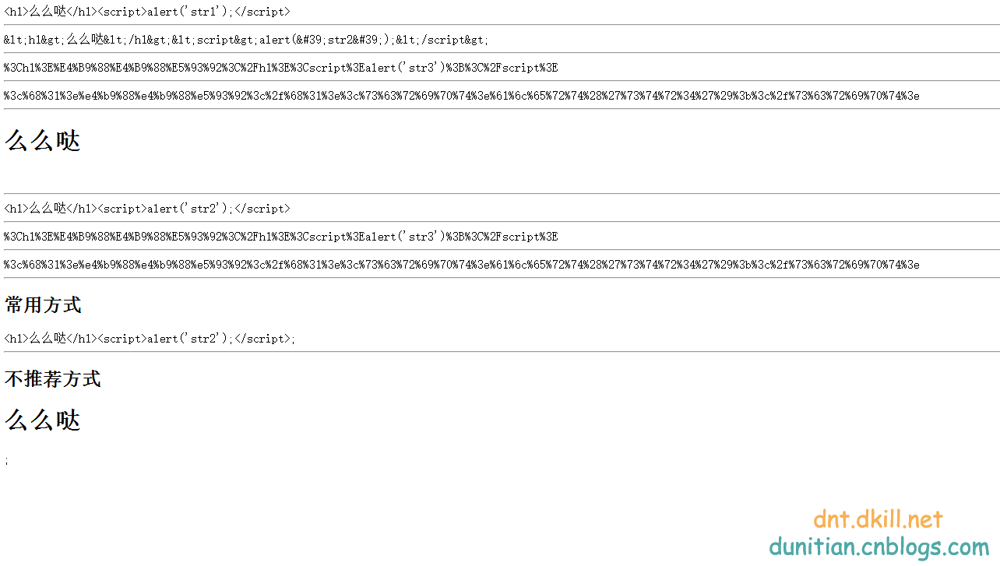 <h1>么么哒</h1><script>alert('str1');</script>
&lt;h1&gt;么么哒&lt;/h1&gt;&lt;script&gt;alert(&#39;str2&#39;);&lt;/script&gt;
%3Ch1%3E%E4%B9%88%E4%B9%88%E5%93%92%3C%2Fh1%3E%3Cscript%3Ealert('str3')%3B%3C%2Fscript%3E
%3c%68%31%3e%e4%b9%88%e4%b9%88%e5%93%92%3c%2f%68%31%3e%3c%73%63%72%69%70%74%3e%61%6c%65%72%74%28%27%73%74%72%34%27%29%3b%3c%2f%73%63%72%69%70%74%3e
么么哒
<h1>么么哒</h1><script>alert('str2');</script>
%3Ch1%3E%E4%B9%88%E4%B9%88%E5%93%92%3C%2Fh1%3E%3Cscript%3Ealert('str3')%3B%3C%2Fscript%3E
%3c%68%31%3e%e4%b9%88%e4%b9%88%e5%93%92%3c%2f%68%31%3e%3c%73%63%72%69%70%74%3e%61%6c%65%72%74%28%27%73%74%72%34%27%29%3b%3c%2f%73%63%72%69%70%74%3e
常用方式
<h1>么么哒</h1><script>alert('str2');</script>;
不推荐方式
么么哒
;
dnt.dkill.net
dunitian.cnblogs.com